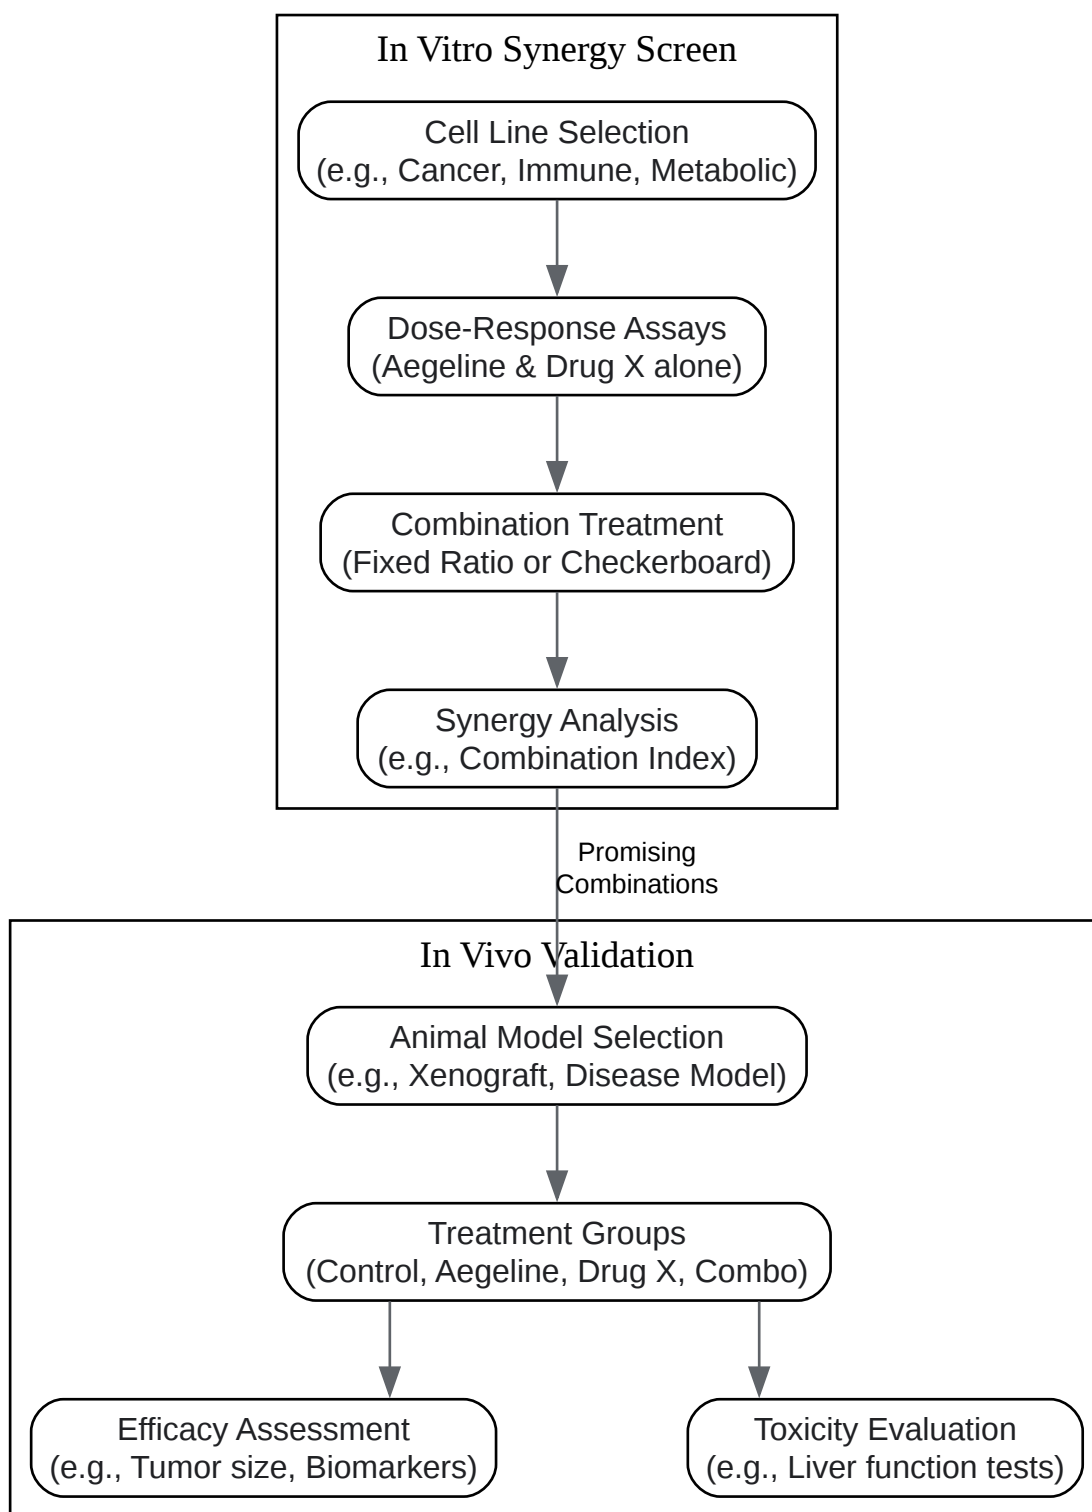 In Vitro Synergy Screen
Cell Line Selection
(e.g., Cancer, Immune, Metabolic)
Dose-Response Assays
(Aegeline & Drug X alone)
Combination Treatment
(Fixed Ratio or Checkerboard)
Synergy Analysis
(e.g., Combination Index)
Promising
Combinations
In Vivo Validation
Animal Model Selection
(e.g., Xenograft, Disease Model)
Treatment Groups
(Control, Aegeline, Drug X, Combo)
Efficacy Assessment
(e.g., Tumor size, Biomarkers)
Toxicity Evaluation
(e.g., Liver function tests)